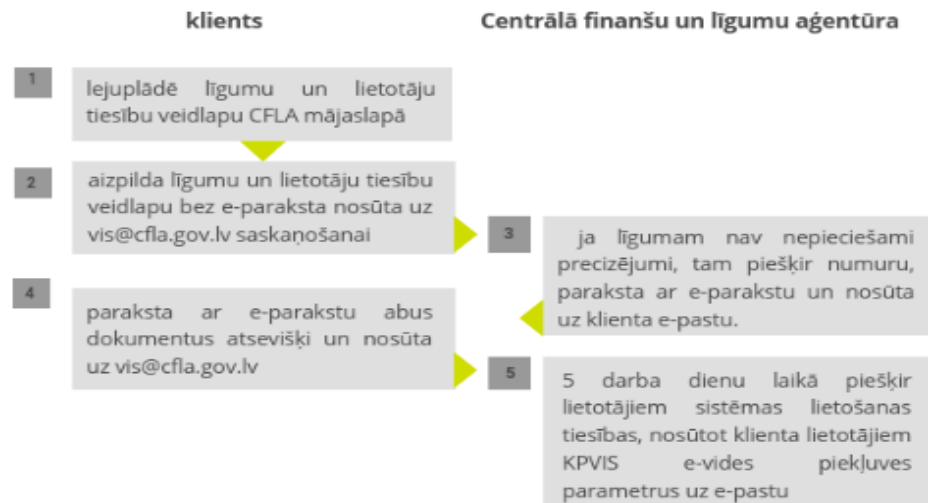 klients
Centrālā finanšu un līgumu aģentūra
1
lejuplādē līgumu un lietotāju
tiesību veidlapu CFLA mājaslapā
2
aizpilda līgumu un lietotāju tiesību
veidlapu bez e-paraksta nosūta uz
vis@cfla.gov.lv saskaņošanai
3
ja līgumam nav nepieciešami
precizējumi, tam piešķir numuru,
paraksta ar e-parakstu un nosūta
uz klienta e-pastu.
4
paraksta ar e-parakstu abus
dokumentus atsevišķi un nosūta
uz vis@cfla.gov.lv
5
5 darba dienu laikā piešķir
lietotājiem sistēmas lietošanas
tiesības, nosūtot klienta lietotājiem
KPVIS e-vides piekļuves
parametrus uz e-pastu